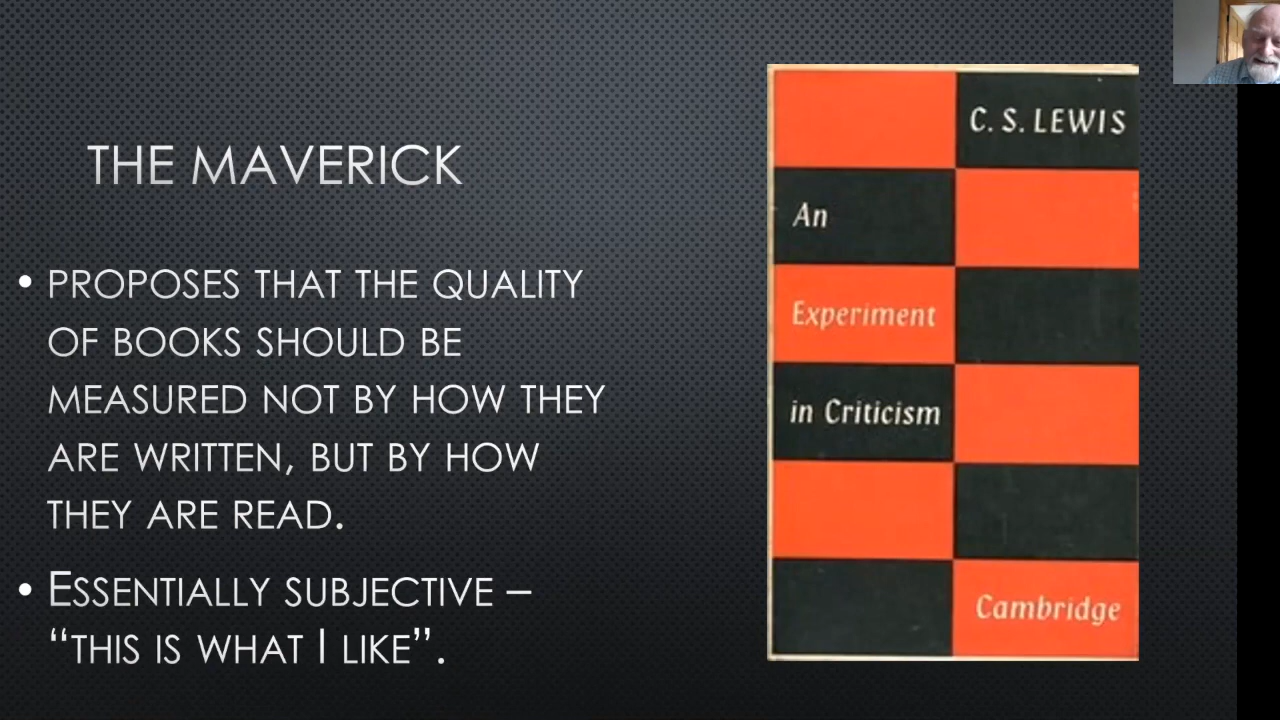 THE MAVERICK
• PROPOSES THAT THE QUALITY
OF BOOKS SHOULD BE
MEASURED NOT BY HOW THEY
ARE WRITTEN, BUT BY HOW
THEY ARE READ.
• ESSENTIALLY SUBJECTIVE –
“THIS IS WHAT I LIKE”.
C. S. LEWIS
An
Experiment
in Criticism
Cambridge